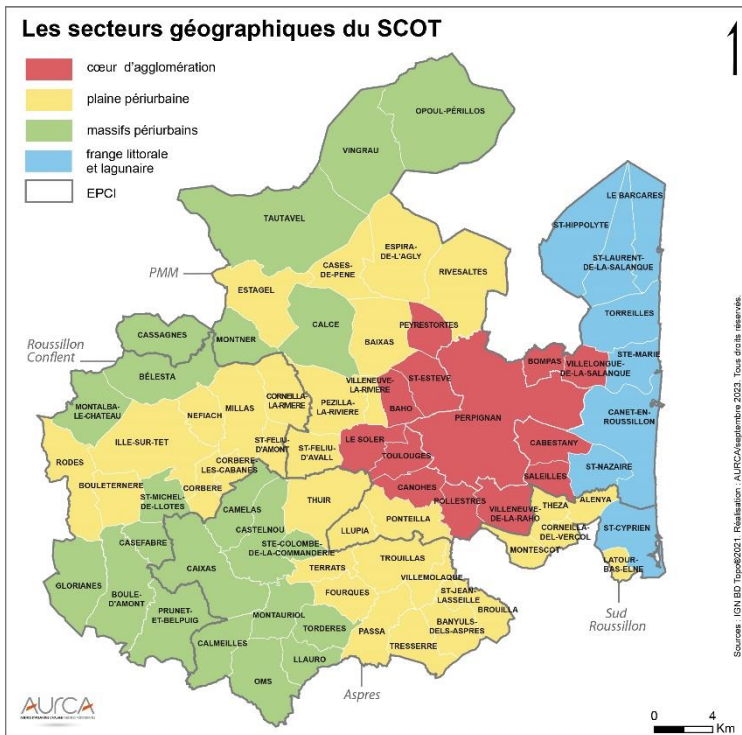 Les secteurs géographiques du SCOT
cœur d'agglomération
plaine périurbaine
massifs périurbains
frange littorale
et lagunaire
EPCI
OPOUL-PÉRILLOS
VINGRAU
TAUTAVEL
LE BARCARES
ST-HIPPOLYTE
ST-LAURENT-
DE-LA-SALANQUE
ESPIRA-
DE-L'AGLY
CASES-
DE-PENE
RIVESALTES
PMM
ESTAGEL
TORREILLES
CALCE
PEYRESTORTES
CASSAGNES
MONTNER
BAIXAS
Roussillon
Conflent
BOMPAS
VILLELONGUE-
DE-LA-SALANQUE
STE-MARIE
BÉLESTA
VILLENEUVE-
LA-RIVIERE
ST-ESTEVE
CORNEILLA-
LA-RIVIERE
PEZILLA-
LA-RIVIERE
BAHO
PERPIGNAN
MONTALBA-
LE-CHATEAU
MILLAS
NEFIACH
CANET-EN-
ROUSSILLON
ILLE-SUR-TET
ST-FELIU-
D'AMONT
ST-FELIU-
D'AVALL
LE SOLER
CABESTANY
TOULOUGES
RODES
CORBERE-
LES-CABANES
ST-NAZAIRE
BOULETERNERE
CORBERE
SALEILLES
CANOHES
ST-MICHEL-
DE-LLOTES
THUIR
POLLESTRES
VILLENEUVE-
DE-LA-RAHO
THEZA
ALENYA
CAMELAS
PONTEILLA
CASTELNOU
LLUPIA
CORNEILLA-
DEL-VERCOL
ST-CYPRIEN
CASEFABRE
STE-COLOMBE-
DE-LA-COMMANDERIE
MONTESCOT
TROUILLAS
CAIXAS
TERRATS
LATOUR-
BAS-ELNE
GLORIANES
VILLEMOLAQUE
BOULE-
D'AMONT
FOURQUES
ST-JEAN-
LASSEILLE
PRUNET-
ET-BELPUIG
MONTAURIOL
BROUILLA
Sud
Roussillon
TORDERES
PASSA
BANYULS-
DELS-ASPRES
CALMEILLES
TRESSERRE
LLAURO
OMS
Aspres
AURCA
0 4
Km
Sources : IGN BD Topo®2021. Réalisation : AURCA/septembre 2023. Tous droits réservés.